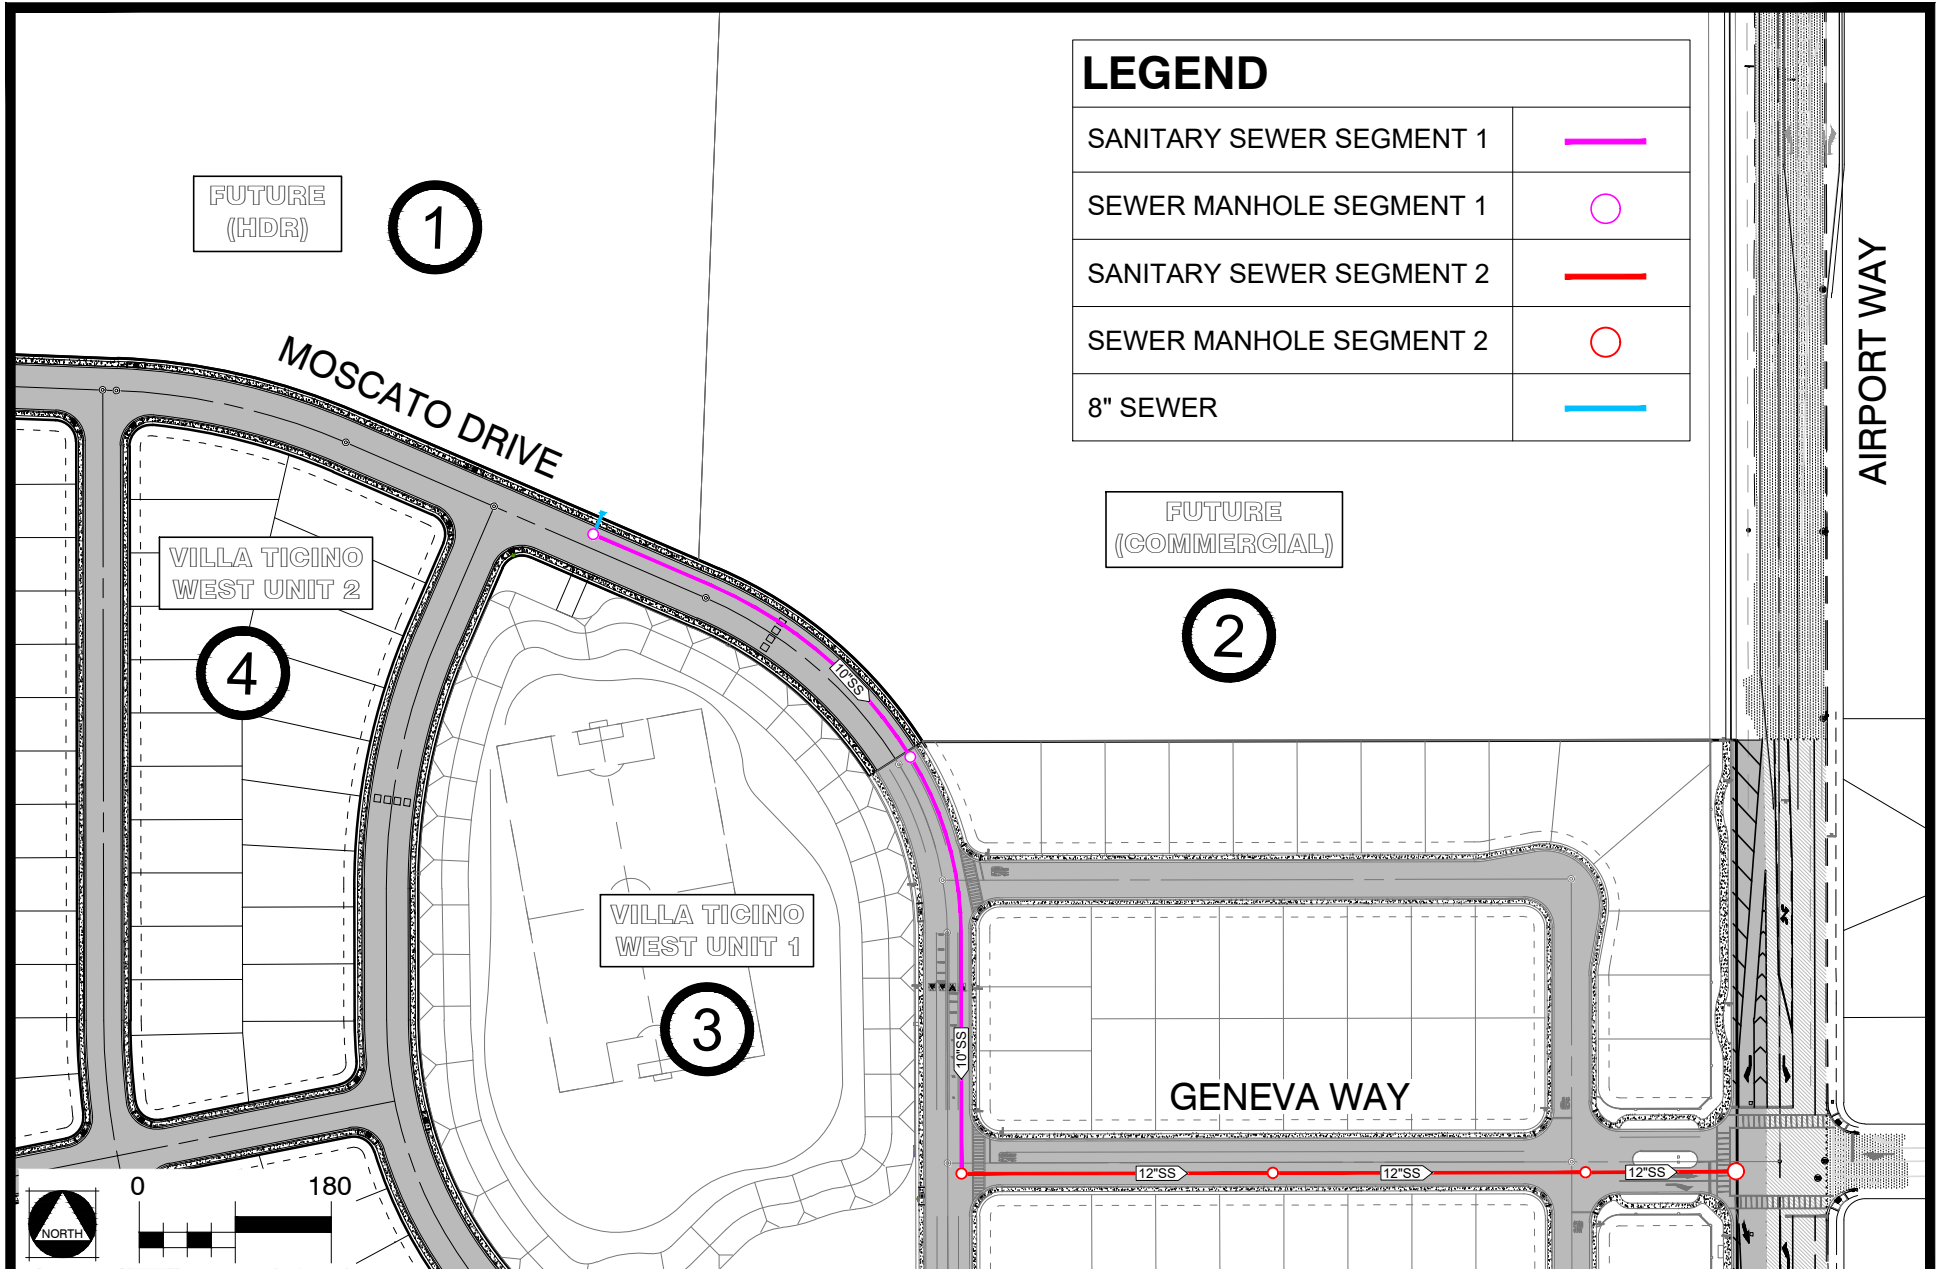 LEGEND
SANITARY SEWER SEGMENT 1
SEWER MANHOLE SEGMENT 1
SANITARY SEWER SEGMENT 2
SEWER MANHOLE SEGMENT 2
8" SEWER
FUTURE
(HDR)
1
MOSCATO DRIVE
AIRPORT WAY
FUTURE
(COMMERCIAL)
2
VILLA TICINO
WEST UNIT 2
4
10"SS
VILLA TICINO
WEST UNIT 1
3
10"SS
GENEVA WAY
12"SS
12"SS
12"SS
0 180
NORTH